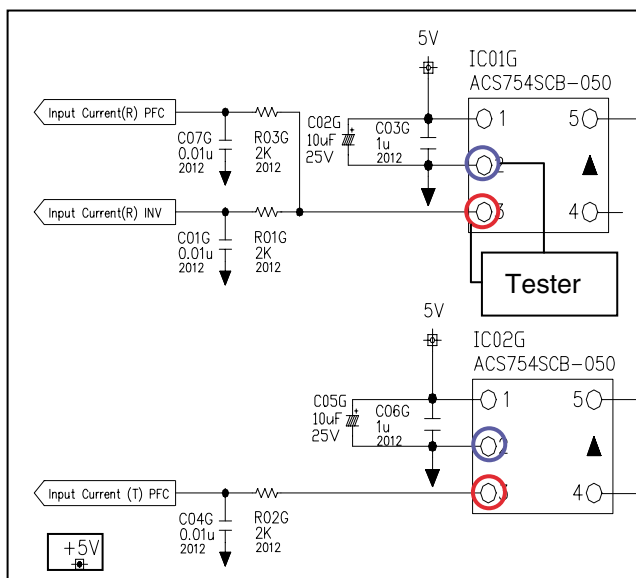 5V
IC01G
ACS754SCB-050
Input Current(R) PFC
C07G
0.01u
2012
R03G
2K
2012
C02G
10uF
25V
C03G
1u
2012
1
2
3
5
4
Input Current(R) INV
C01G
0.01u
2012
R01G
2K
2012
Tester
5V
IC02G
ACS754SCB-050
C05G
10uF
25V
C06G
1u
2012
1
2
3
5
4
Input Current (T) PFC
C04G
0.01u
2012
R02G
2K
2012
+5V